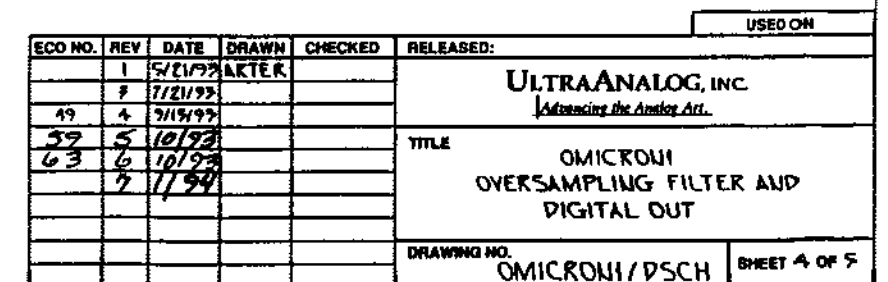 USED ON
ECO NO. REV DATE DRAWN CHECKED RELEASED:
1 5/21/93 ARTER
7/21/93
ULTRAANALOG, INC.
Advancing the Analog Art.
49 4 9/15/93
59 5 10/93
TITLE
63 6 10/93
OMICRON1
7 1/94
OVERSAMPLING FILTER AND
DIGITAL OUT
DRAWING NO.
OMICRON1/DSCH
SHEET 4 OF 5